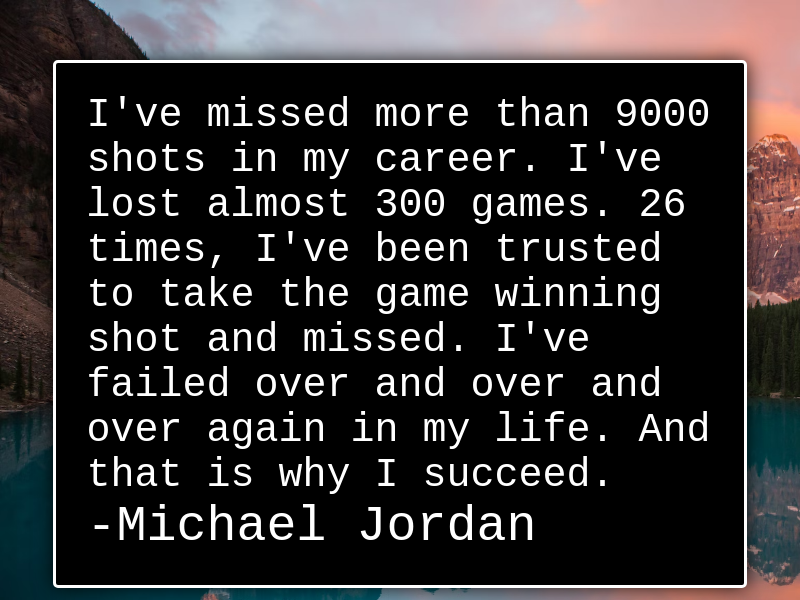 I've missed more than 9000
shots in my career. I've
lost almost 300 games. 26
times, I've been trusted
to take the game winning
shot and missed. I've
failed over and over and
over again in my life. And
that is why I succeed.
-Michael Jordan